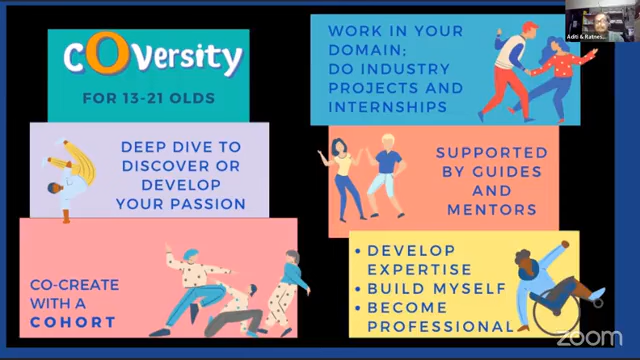 COVersity
FOR 13-21 OLDS
DEEP DIVE TO
DISCOVER OR
DEVELOP
YOUR PASSION
CO-CREATE
WITH A
COHORT
WORK IN YOUR
DOMAIN;
DO INDUSTRY
PROJECTS AND
INTERNSHIPS
SUPPORTED
BY GUIDES
AND
MENTORS
• DEVELOP
EXPERTISE
• BUILD MYSELF
• BECOME
PROFESSIONAL
Aditi & Ratnes...
zoom